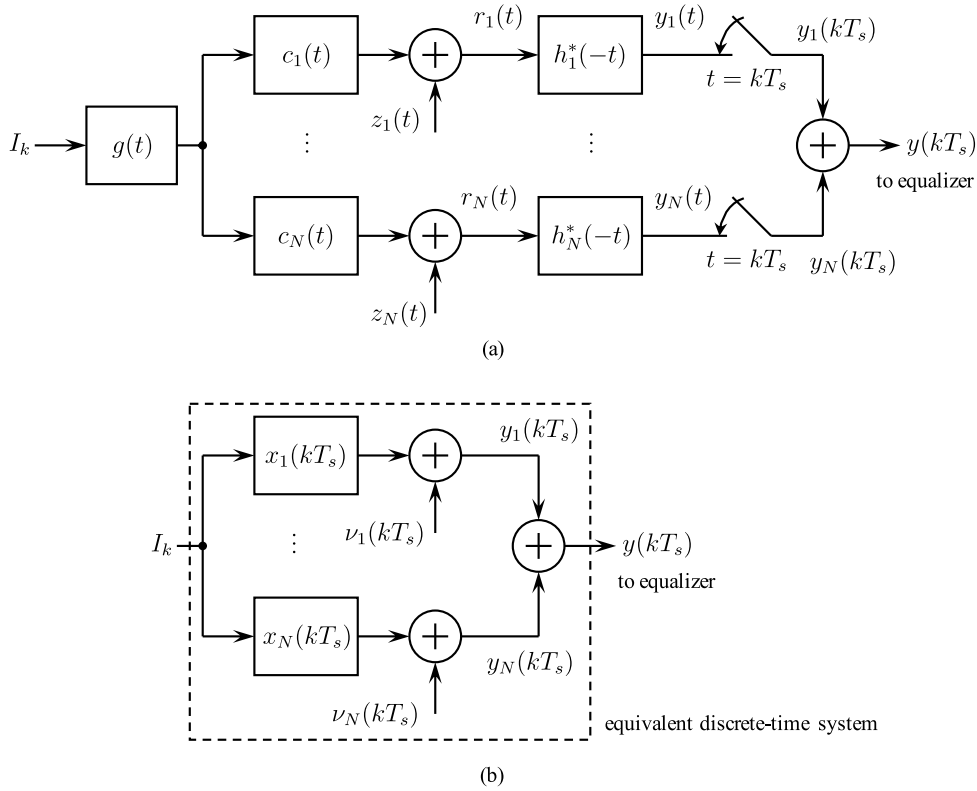 r_1(t) y_1(t) y_1(kT_s)
c_1(t) h_1^*(-t)
t = kT_s
z_1(t)
I_k g(t) ⋮ ⋮ y(kT_s)
to equalizer
r_N(t) y_N(t)
c_N(t) h_N^*(-t)
t = kT_s y_N(kT_s)
z_N(t)
(a)
y_1(kT_s)
x_1(kT_s)
ν_1(kT_s)
I_k ⋮ y(kT_s)
to equalizer
x_N(kT_s)
y_N(kT_s)
ν_N(kT_s)
equivalent discrete-time system
(b)